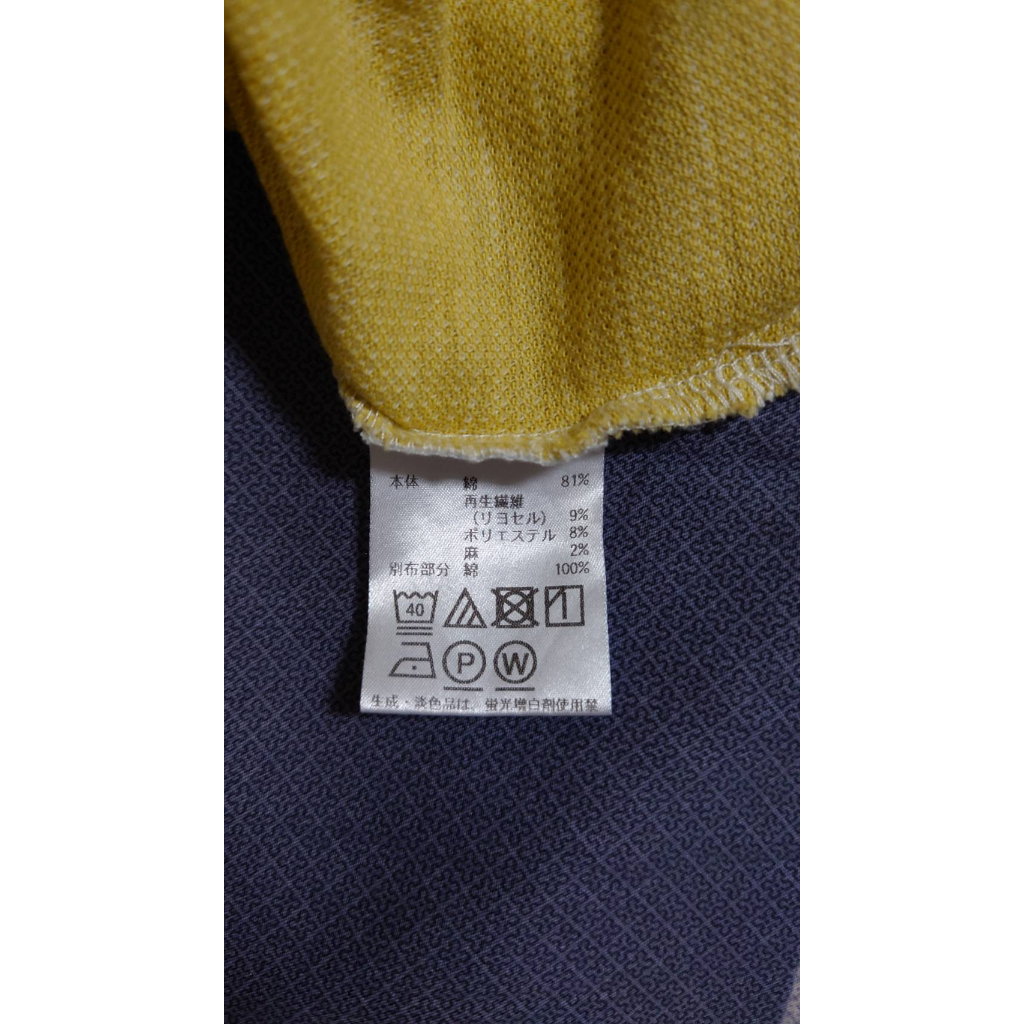 本体 綿 81%
再生繊維
(リヨセル) 9%
ポリエステル 8%
麻 2%
別布部分 綿 100%
40
P W
生成・淡色品は、蛍光増白剤使用禁